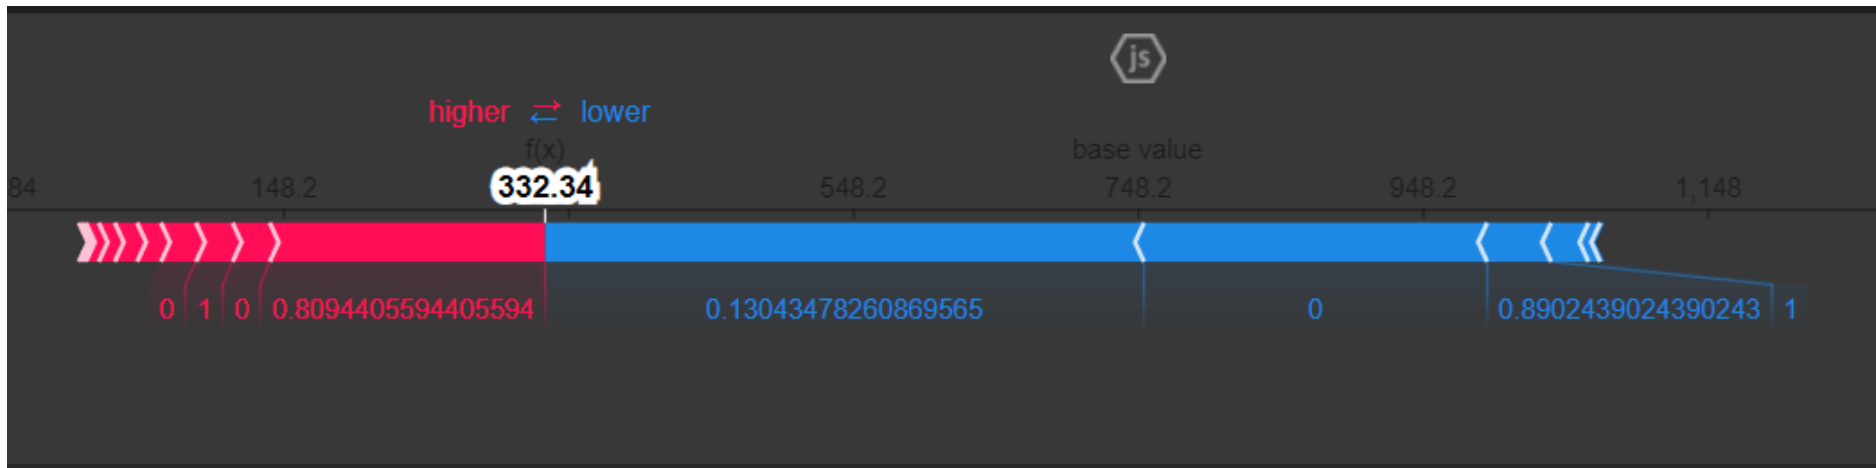 js
higher ⇄ lower
f(x) base value
84 148.2 332.34 548.2 748.2 948.2 1,148
0 1 0 0.8094405594405594 0.13043478260869565 0 0.8902439024390243 1